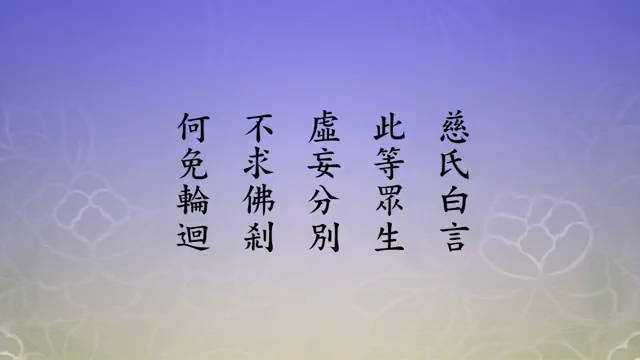 慈氏白言
此等眾生
虛妄分別
不求佛剎
何免輪迴